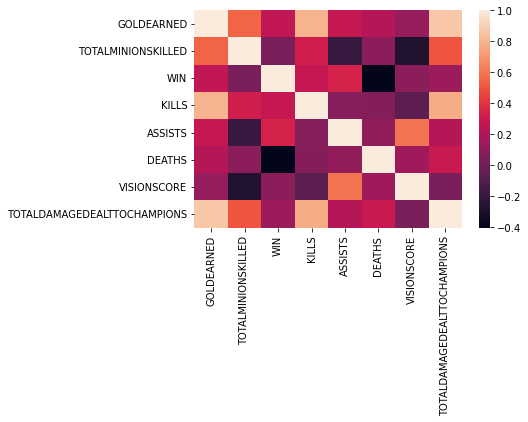 GOLDEARNED
TOTALMINIONSKILLED
WIN
KILLS
ASSISTS
DEATHS
VISIONSCORE
TOTALDAMAGEDEALTTOCHAMPIONS
GOLDEARNED
TOTALMINIONSKILLED
WIN
KILLS
ASSISTS
DEATHS
VISIONSCORE
TOTALDAMAGEDEALTTOCHAMPIONS
1.0
0.8
0.6
0.4
0.2
0.0
−0.2
−0.4